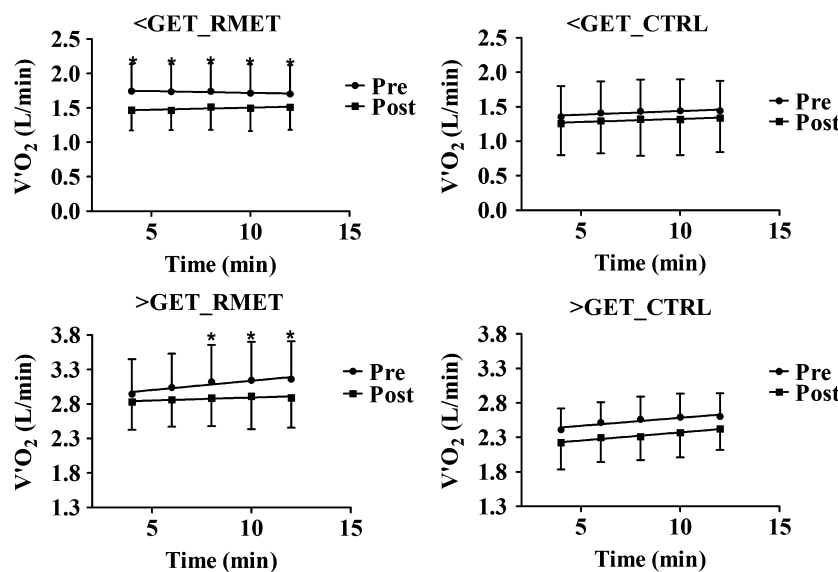 <GET_RMET
2.5
2.0
1.5
1.0
0.5
0.0
V'O2 (L/min)
* * * * *
Pre
Post
5 10 15
Time (min)
<GET_CTRL
2.5
2.0
1.5
1.0
0.5
0.0
V'O2 (L/min)
Pre
Post
5 10 15
Time (min)
>GET_RMET
3.8
3.3
2.8
2.3
1.8
1.3
V'O2 (L/min)
* * *
Pre
Post
5 10 15
Time (min)
>GET_CTRL
3.8
3.3
2.8
2.3
1.8
1.3
V'O2 (L/min)
Pre
Post
5 10 15
Time (min)